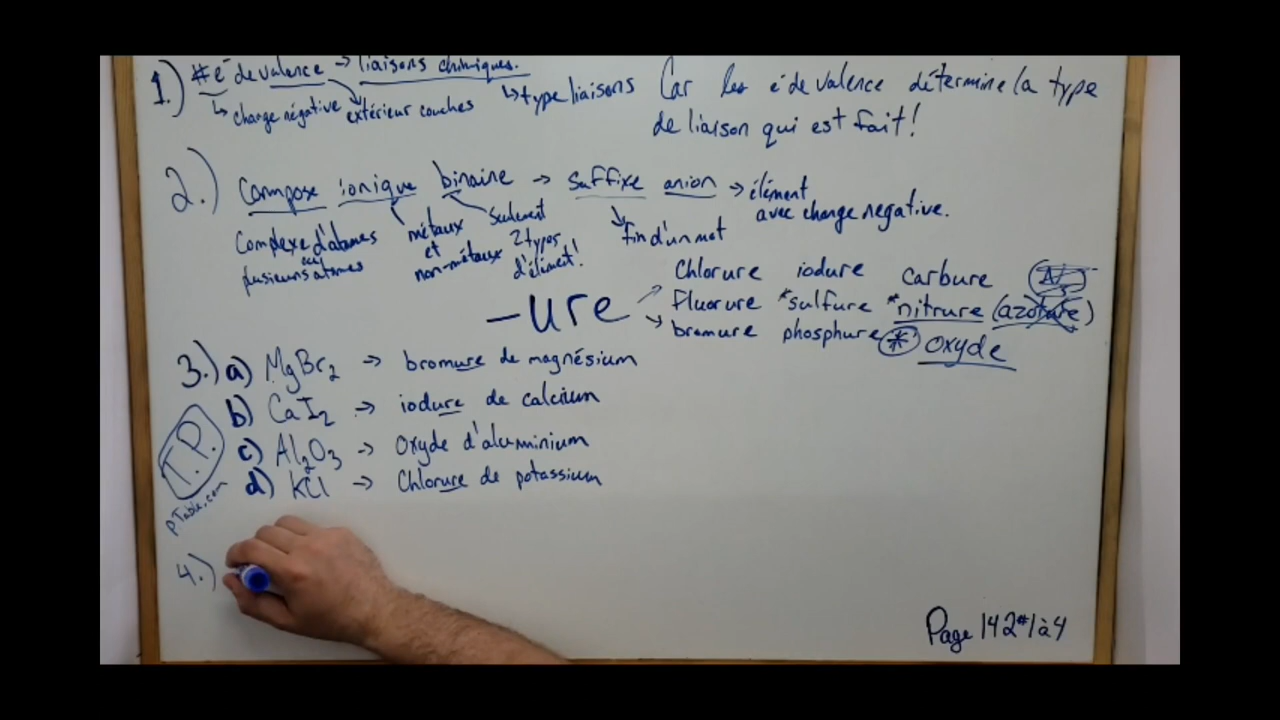 1.) #e⁻ de valence → liaisons chimiques. Car les é de valence détermine la type
↳ charge négative extérieur couches ↳ type liaisons de liaison qui est fait!
2.) Compose ionique binaire → suffixe anion → élément
avec charge negative.
Complexe d'atomes métaux seulement fin d'un mot
ou et 2 types
plusieurs atomes non-métaux d'élément!
Chlorure iodure carbure
-ure fluorure *sulfure *nitrure (azoture)
bromure phosphure * oxyde
3.) a) MgBr₂ → bromure de magnésium
b) CaI₂ → iodure de calcium
T.P. c) Al₂O₃ → Oxyde d'aluminium
pTable.com d) KCl → Chlorure de potassium
4.)
Page 142 #1 à 4